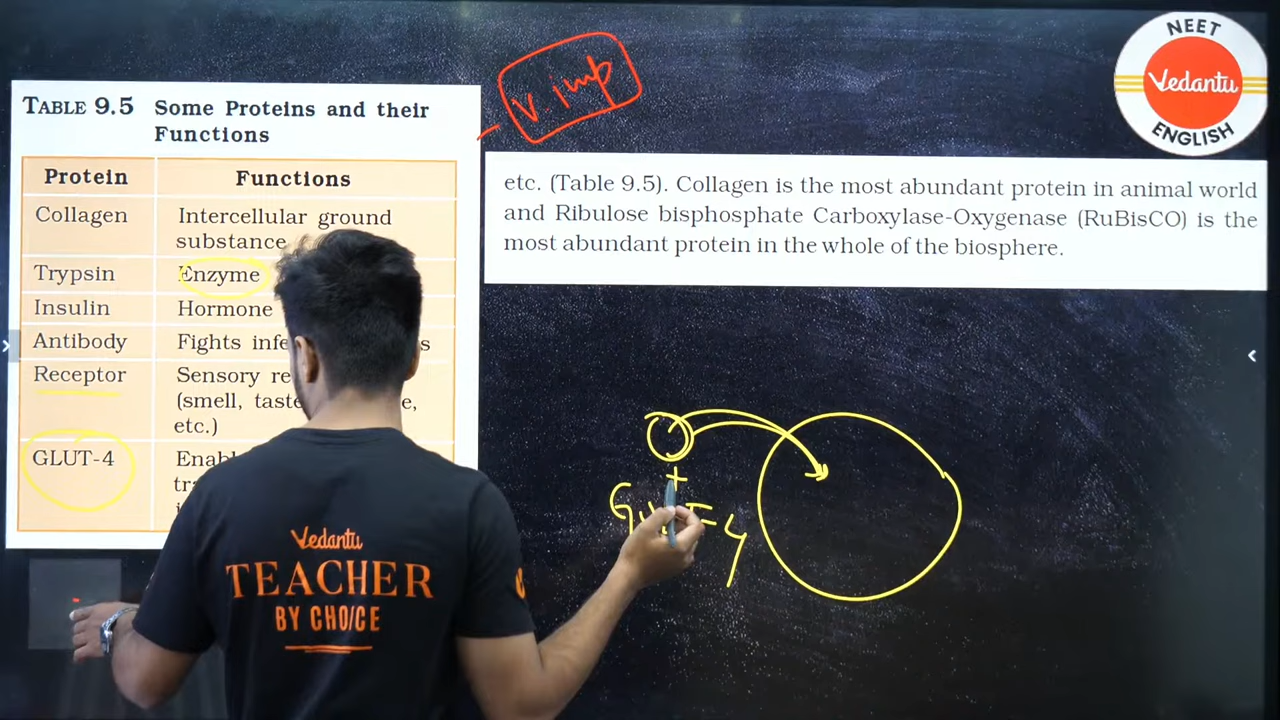 NEET
Vedantu
ENGLISH
v. imp
TABLE 9.5 Some Proteins and their
Functions
Protein Functions
Collagen Intercellular ground
substance
Trypsin Enzyme
Insulin Hormone
Antibody Fights
Receptor Sensory
(smell,
etc.)
GLUT-4
etc. (Table 9.5). Collagen is the most abundant protein in animal world
and Ribulose bisphosphate Carboxylase-Oxygenase (RuBisCO) is the
most abundant protein in the whole of the biosphere.
+
Vedantu
TEACHER
BY CHOICE